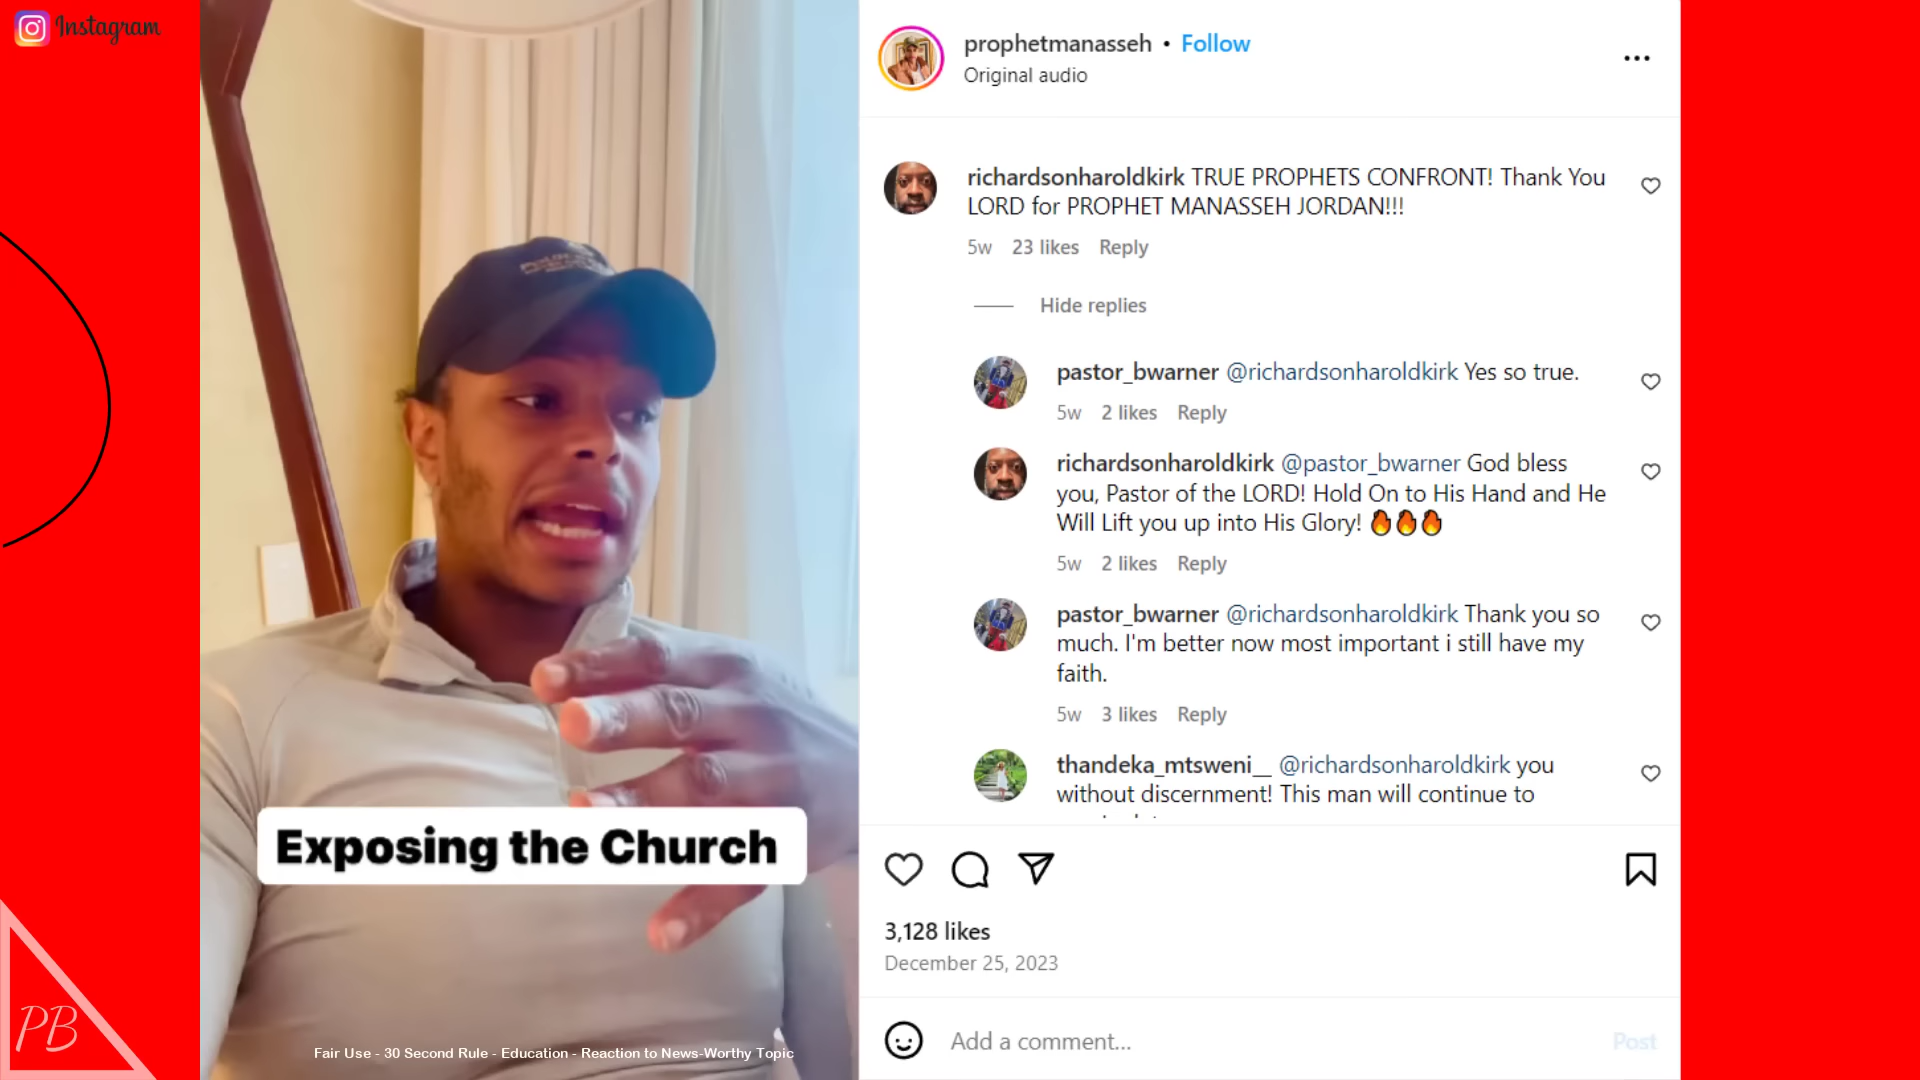 Instagram
prophetmanasseh • Follow
Original audio
richardsonharoldkirk TRUE PROPHETS CONFRONT! Thank You
LORD for PROPHET MANASSEH JORDAN!!!
5w 23 likes Reply
Hide replies
pastor_bwarner @richardsonharoldkirk Yes so true.
5w 2 likes Reply
richardsonharoldkirk @pastor_bwarner God bless
you, Pastor of the LORD! Hold On to His Hand and He
Will Lift you up into His Glory! 🔥🔥🔥
5w 2 likes Reply
pastor_bwarner @richardsonharoldkirk Thank you so
much. I'm better now most important i still have my
faith.
5w 3 likes Reply
thandeka_mtsweni__ @richardsonharoldkirk you
without discernment! This man will continue to
Exposing the Church
3,128 likes
December 25, 2023
Add a comment...
Post
PB
Fair Use - 30 Second Rule - Education - Reaction to News-Worthy Topic